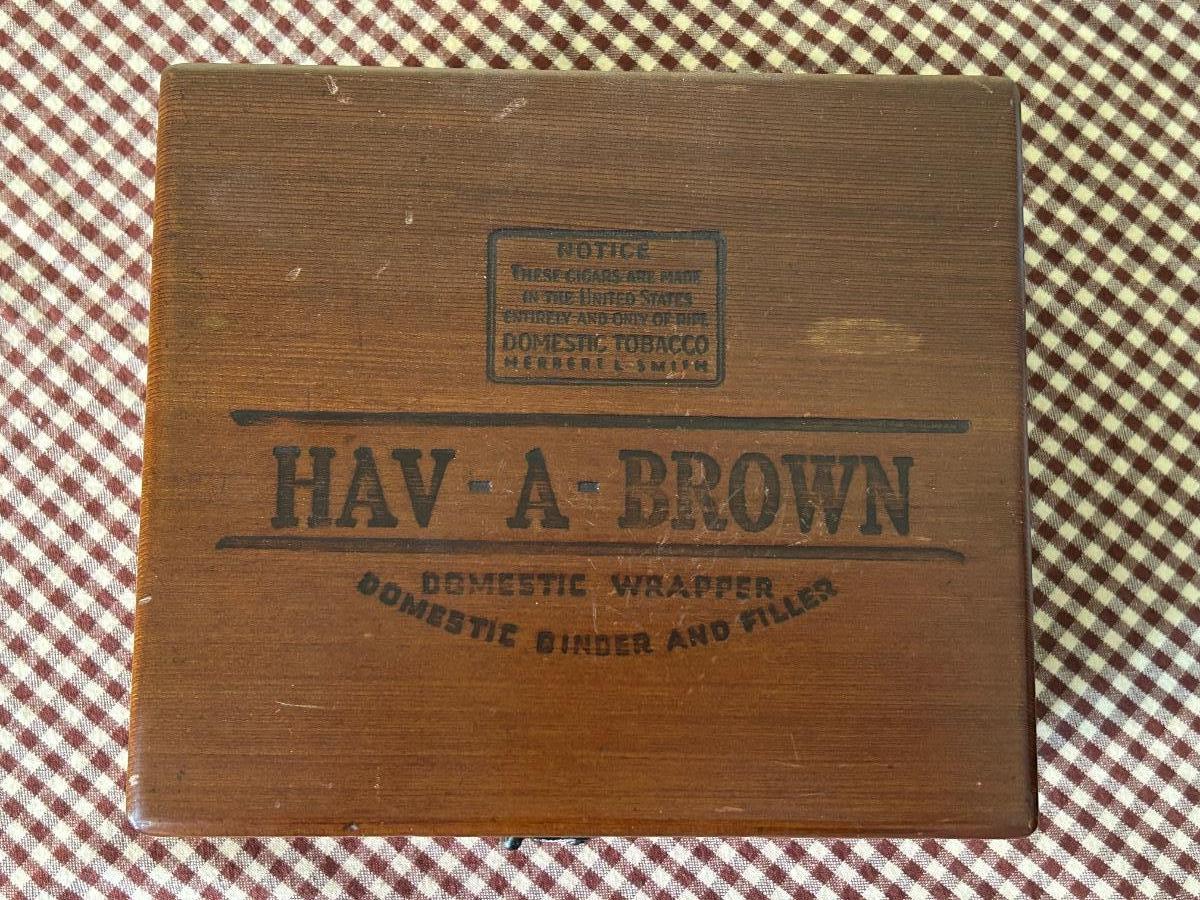 NOTICE
THESE CIGARS ARE MADE
IN THE UNITED STATES
ENTIRELY AND ONLY OF RIPE
DOMESTIC TOBACCO
HERBERT L SMITH
HAV-A-BROWN
DOMESTIC WRAPPER
DOMESTIC BINDER AND FILLER